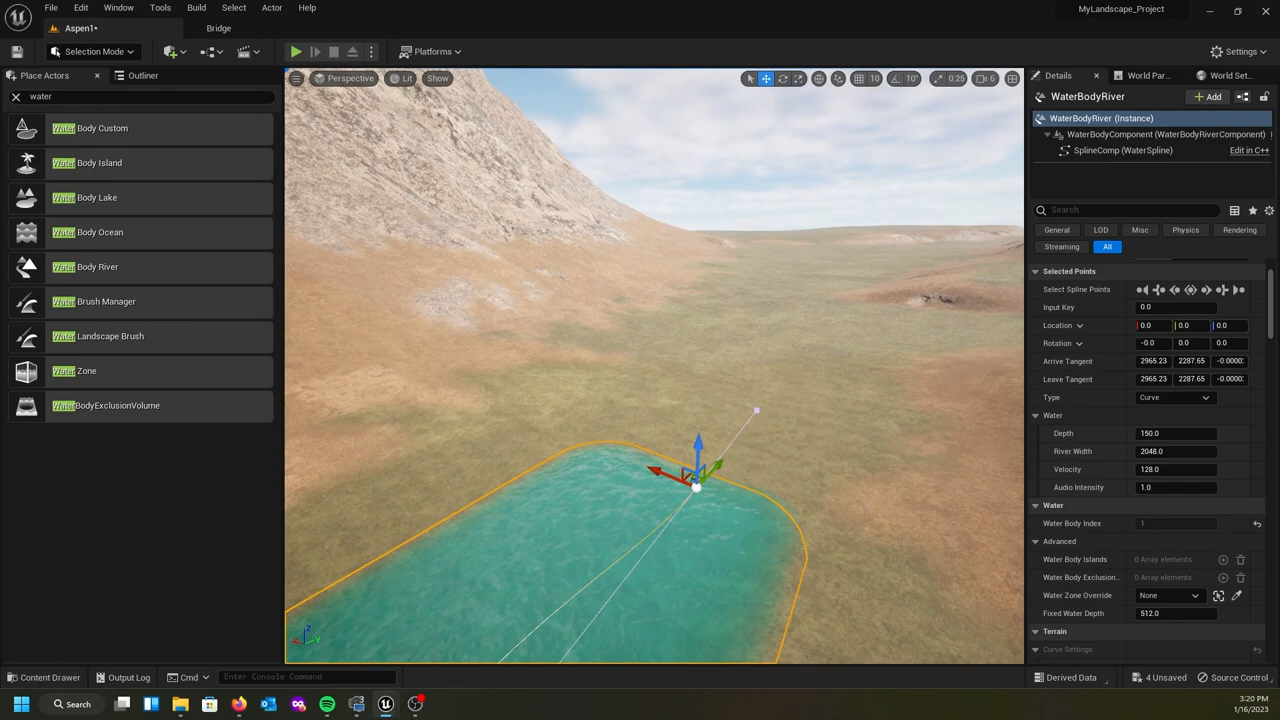 File Edit Window Tools Build Select Actor Help
MyLandscape_Project
Aspen1•
Bridge
Selection Mode
Platforms
Settings
Place Actors
Outliner
Details
World Par...
World Set...
water
Perspective
Lit
Show
10
10°
0.25
6
WaterBodyRiver
Add
WaterBodyRiver (Instance)
WaterBodyComponent (WaterBodyRiverComponent)
SplineComp (WaterSpline)
Edit in C++
Water Body Custom
Water Body Island
Water Body Lake
Water Body Ocean
Water Body River
Water Brush Manager
Water Landscape Brush
Water Zone
WaterBodyExclusionVolume
Search
General LOD Misc Physics Rendering
Streaming All
Selected Points
Select Spline Points
Input Key 0.0
Location 0.0 0.0 0.0
Rotation -0.0 0.0 0.0
Arrive Tangent 2965.23 2287.65 -0.0000
Leave Tangent 2965.23 2287.65 -0.0000
Type Curve
Water
Depth 150.0
River Width 2048.0
Velocity 128.0
Audio Intensity 1.0
Water
Water Body Index 1
Advanced
Water Body Islands 0 Array elements
Water Body Exclusion... 0 Array elements
Water Zone Override None
Fixed Water Depth 512.0
Terrain
Curve Settings
Z
X Y
Content Drawer
Output Log
Cmd
Enter Console Command
Derived Data
4 Unsaved
Source Control
Search
3:20 PM
1/16/2023